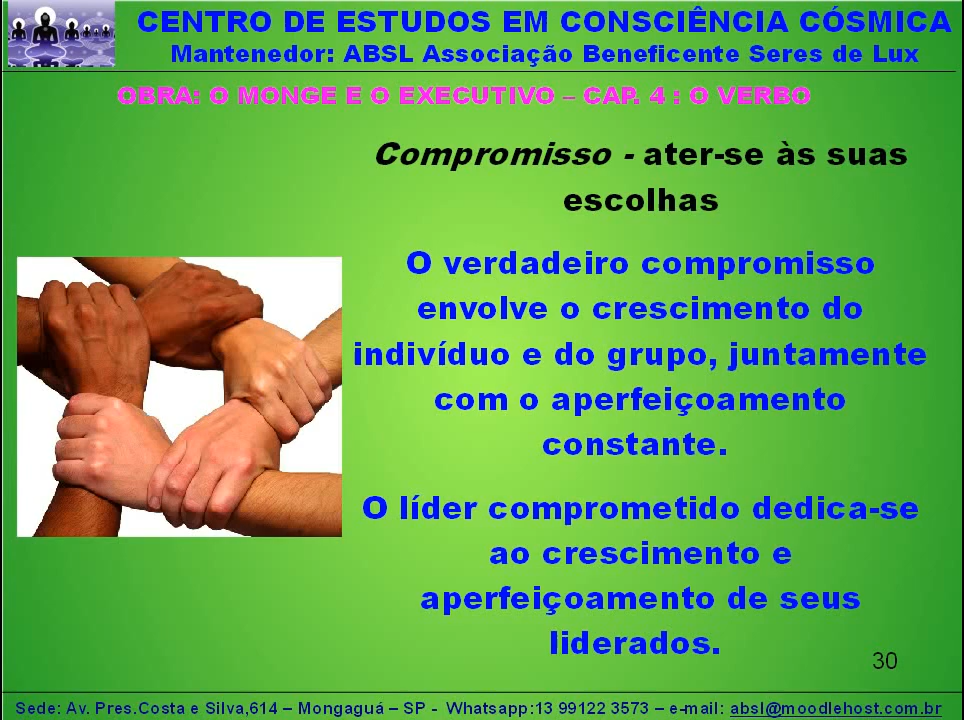 CENTRO DE ESTUDOS EM CONSCIÊNCIA CÓSMICA
Mantenedor: ABSL Associação Beneficente Seres de Lux
OBRA: O MONGE E O EXECUTIVO – CAP. 4 : O VERBO
Compromisso - ater-se às suas
escolhas
O verdadeiro compromisso
envolve o crescimento do
indivíduo e do grupo, juntamente
com o aperfeiçoamento
constante.
O líder comprometido dedica-se
ao crescimento e
aperfeiçoamento de seus
liderados.
30
Sede: Av. Pres.Costa e Silva,614 – Mongaguá – SP - Whatsapp:13 99122 3573 – e-mail: absl@moodlehost.com.br